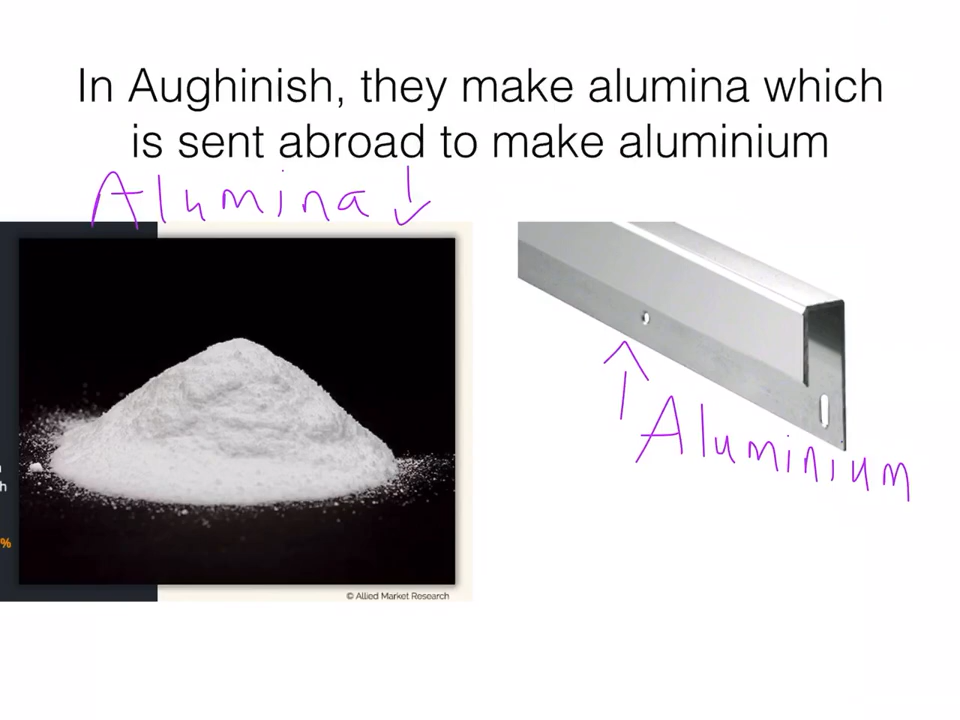 In Aughinish, they make alumina which
is sent abroad to make aluminium
Alumina ↓
↑
Aluminium
h
%
© Allied Market Research